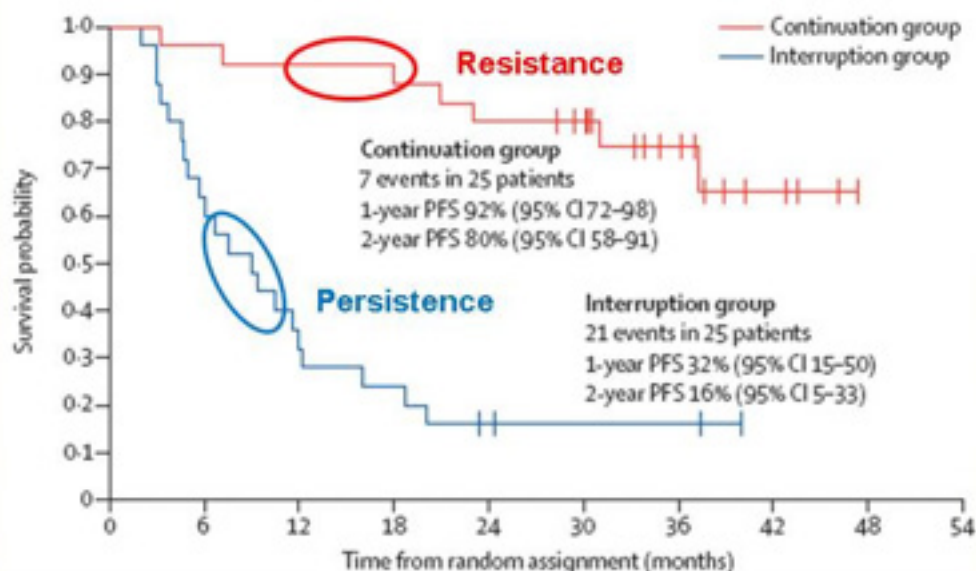 Continuation group
Interruption group
Resistance
Continuation group
7 events in 25 patients
1-year PFS 92% (95% CI 72–98)
2-year PFS 80% (95% CI 58–91)
Persistence
Interruption group
21 events in 25 patients
1-year PFS 32% (95% CI 15–50)
2-year PFS 16% (95% CI 5–33)
Survival probability
1·0
0·9
0·8
0·7
0·6
0·5
0·4
0·3
0·2
0·1
0
0 6 12 18 24 30 36 42 48 54
Time from random assignment (months)